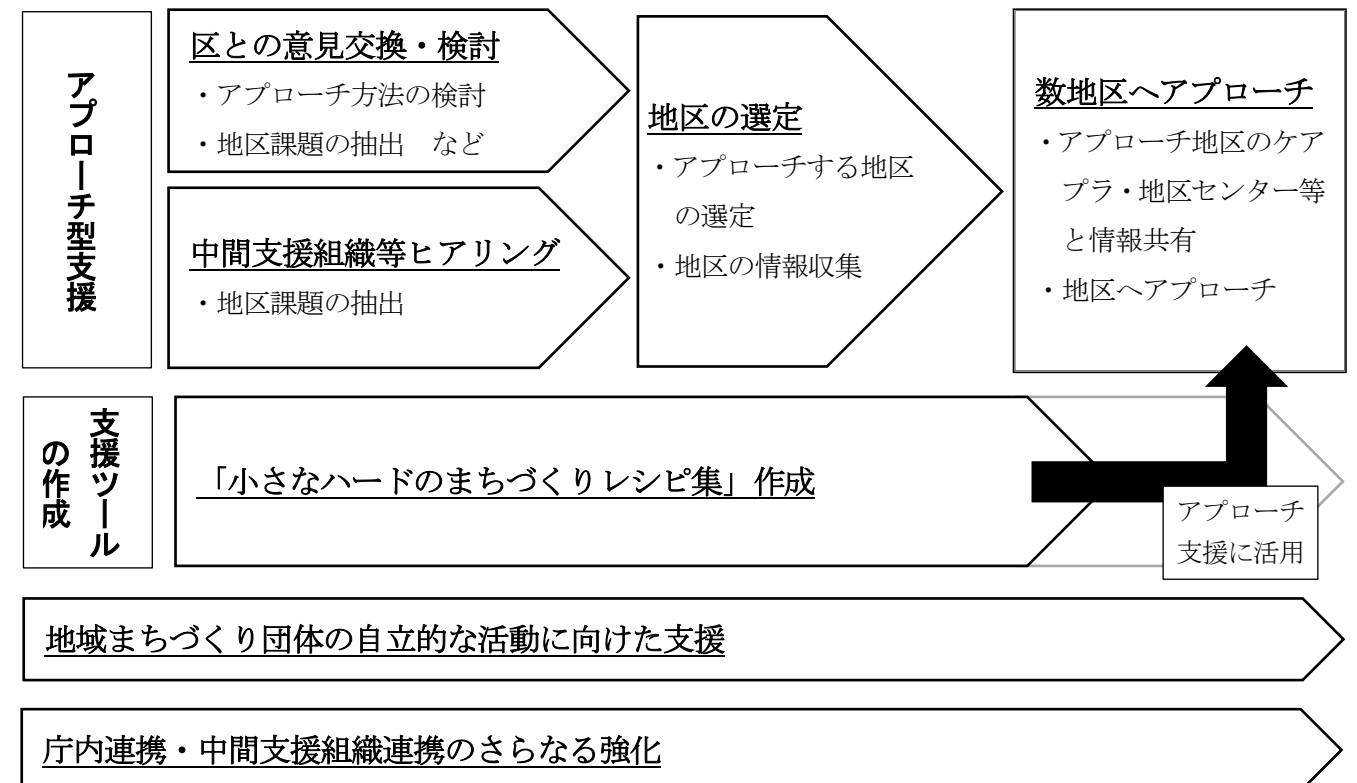 アプローチ型支援
区との意見交換・検討
・アプローチ方法の検討
・地区課題の抽出　など
中間支援組織等ヒアリング
・地区課題の抽出
地区の選定
・アプローチする地区
の選定
・地区の情報収集
数地区へアプローチ
・アプローチ地区のケア
プラ・地区センター等
と情報共有
・地区へアプローチ
支援ツール
の作成
「小さなハードのまちづくりレシピ集」作成
アプローチ
支援に活用
地域まちづくり団体の自立的な活動に向けた支援
庁内連携・中間支援組織連携のさらなる強化